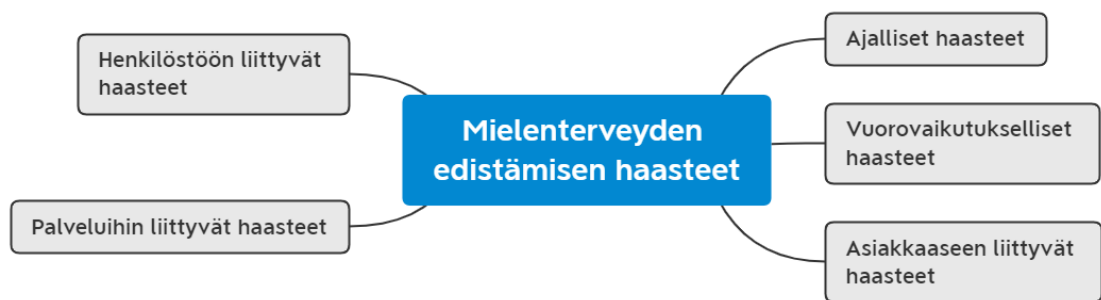 Mielenterveyden
edistämisen haasteet
Henkilöstöön liittyvät
haasteet
Palveluihin liittyvät haasteet
Ajalliset haasteet
Vuorovaikutukselliset
haasteet
Asiakkaaseen liittyvät
haasteet